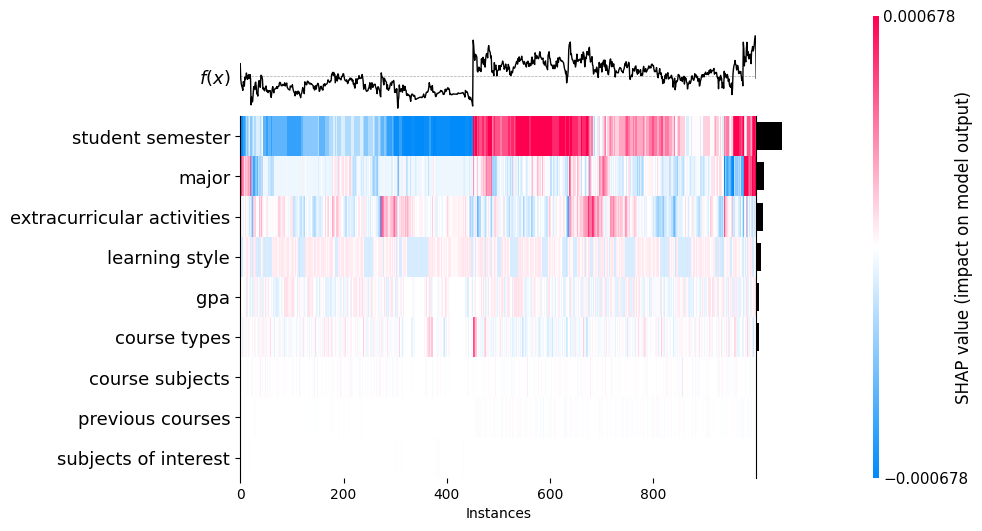 0.000678
f(x)
student semester
major
extracurricular activities
learning style
gpa
course types
course subjects
previous courses
subjects of interest
0 200 400 600 800
Instances
−0.000678
SHAP value (impact on model output)